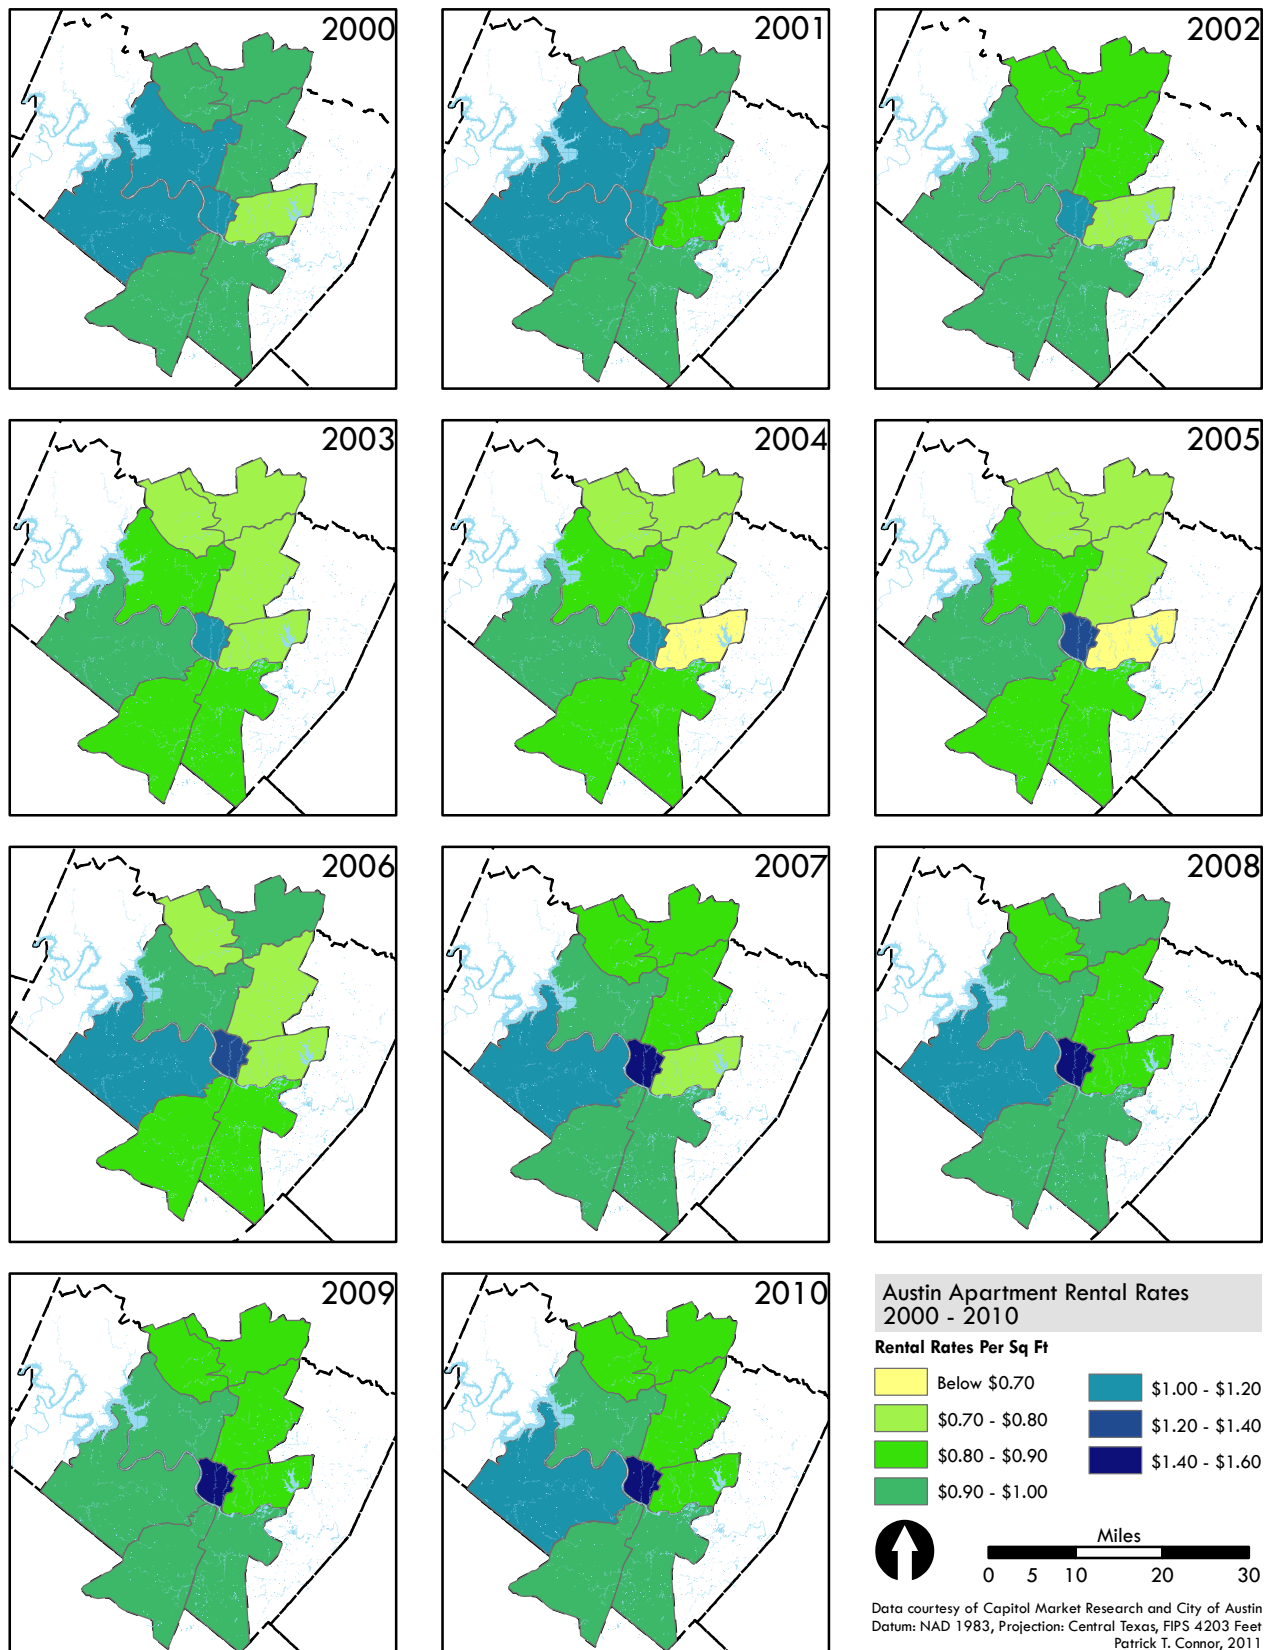 2000
2001
2002
2003
2004
2005
2006
2007
2008
2009
2010
Austin Apartment Rental Rates
2000 - 2010
Rental Rates Per Sq Ft
Below $0.70
$0.70 - $0.80
$0.80 - $0.90
$0.90 - $1.00
$1.00 - $1.20
$1.20 - $1.40
$1.40 - $1.60
Miles
0 5 10 20 30
Data courtesy of Capitol Market Research and City of Austin
Datum: NAD 1983, Projection: Central Texas, FIPS 4203 Feet
Patrick T. Connor, 2011